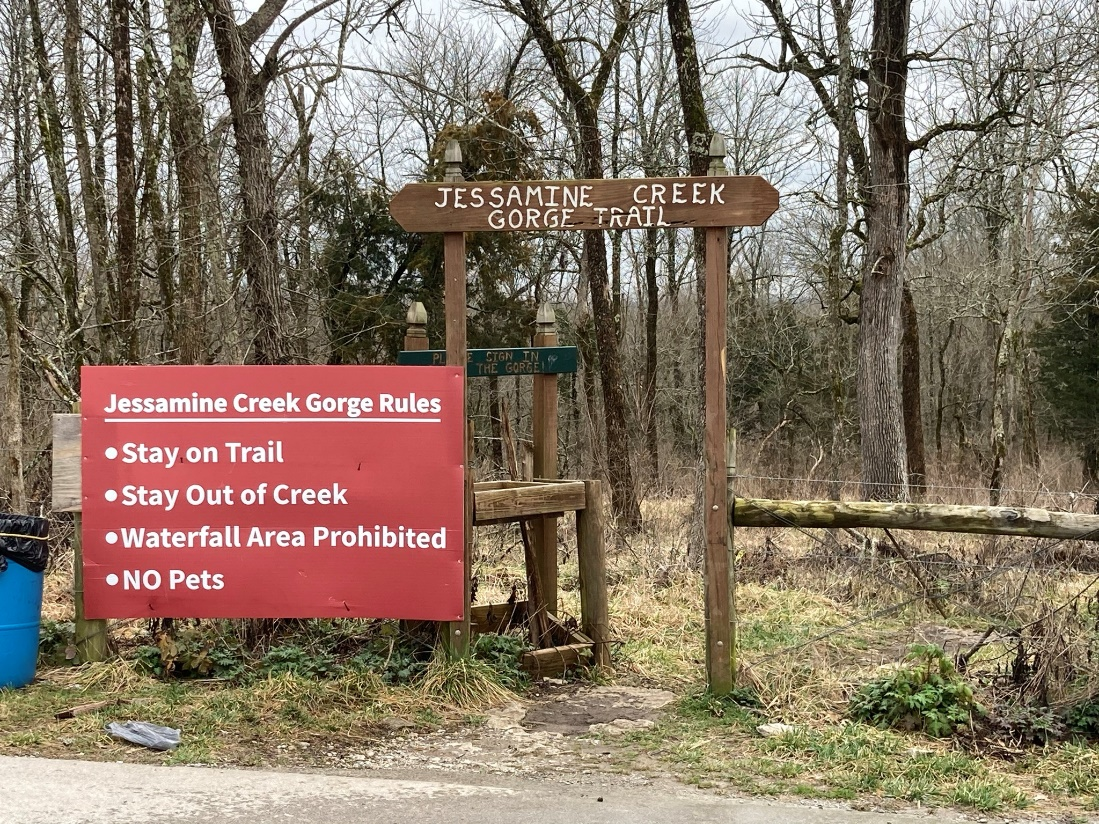 JESSAMINE CREEK
GORGE TRAIL
SIGN IN
THE GORGE!
Jessamine Creek Gorge Rules
•Stay on Trail
•Stay Out of Creek
•Waterfall Area Prohibited
•NO Pets